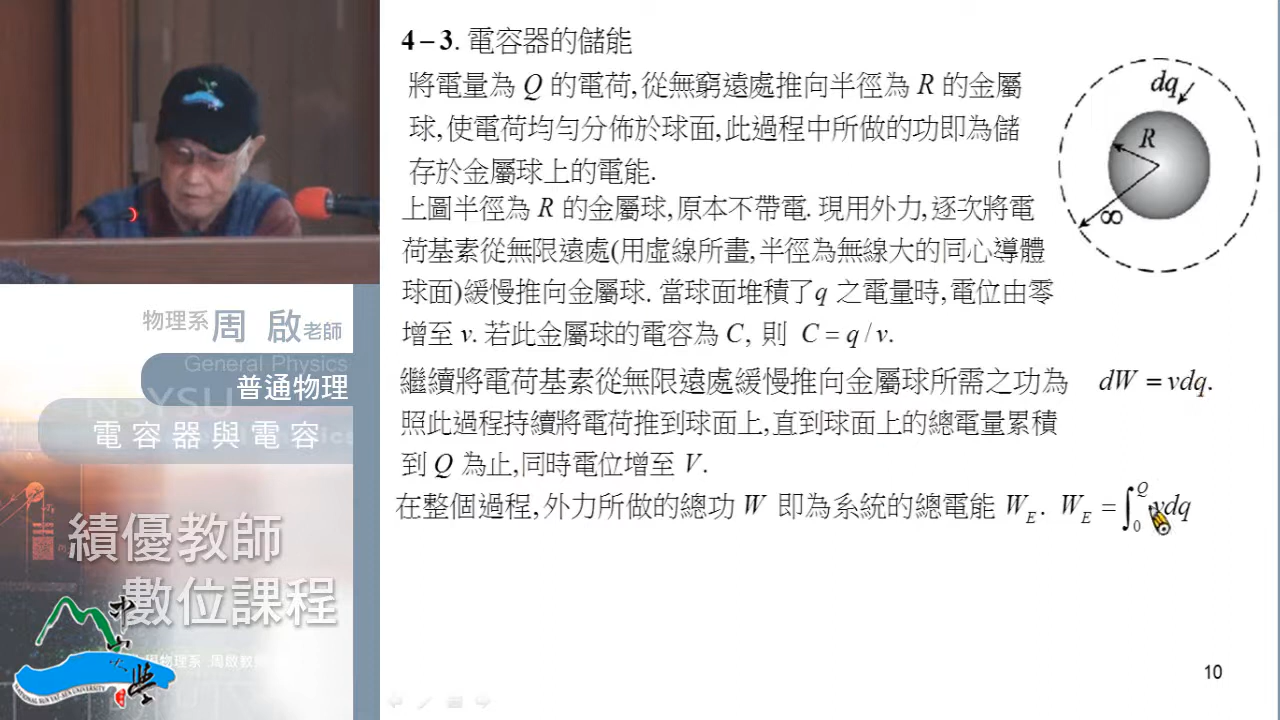 4－3. 電容器的儲能
將電量為 Q 的電荷,從無窮遠處推向半徑為 R 的金屬
球,使電荷均勻分佈於球面,此過程中所做的功即為儲
存於金屬球上的電能.
上圖半徑為 R 的金屬球,原本不帶電. 現用外力,逐次將電
荷基素從無限遠處(用虛線所畫,半徑為無線大的同心導體
球面)緩慢推向金屬球. 當球面堆積了q 之電量時,電位由零
增至 v. 若此金屬球的電容為 C, 則 C = q / v.
繼續將電荷基素從無限遠處緩慢推向金屬球所需之功為 dW = vdq.
照此過程持續將電荷推到球面上,直到球面上的總電量累積
到 Q 為止,同時電位增至 V.
在整個過程,外力所做的總功 W 即為系統的總電能 W_E. W_E = ∫₀^Q vdq
dq
R
∞
物理系周 啟老師
General Physics
普通物理
NSYSU
電容器與電容
績優教師
數位課程
中山大學
NATIONAL SUN YAT-SEN UNIVERSITY
10